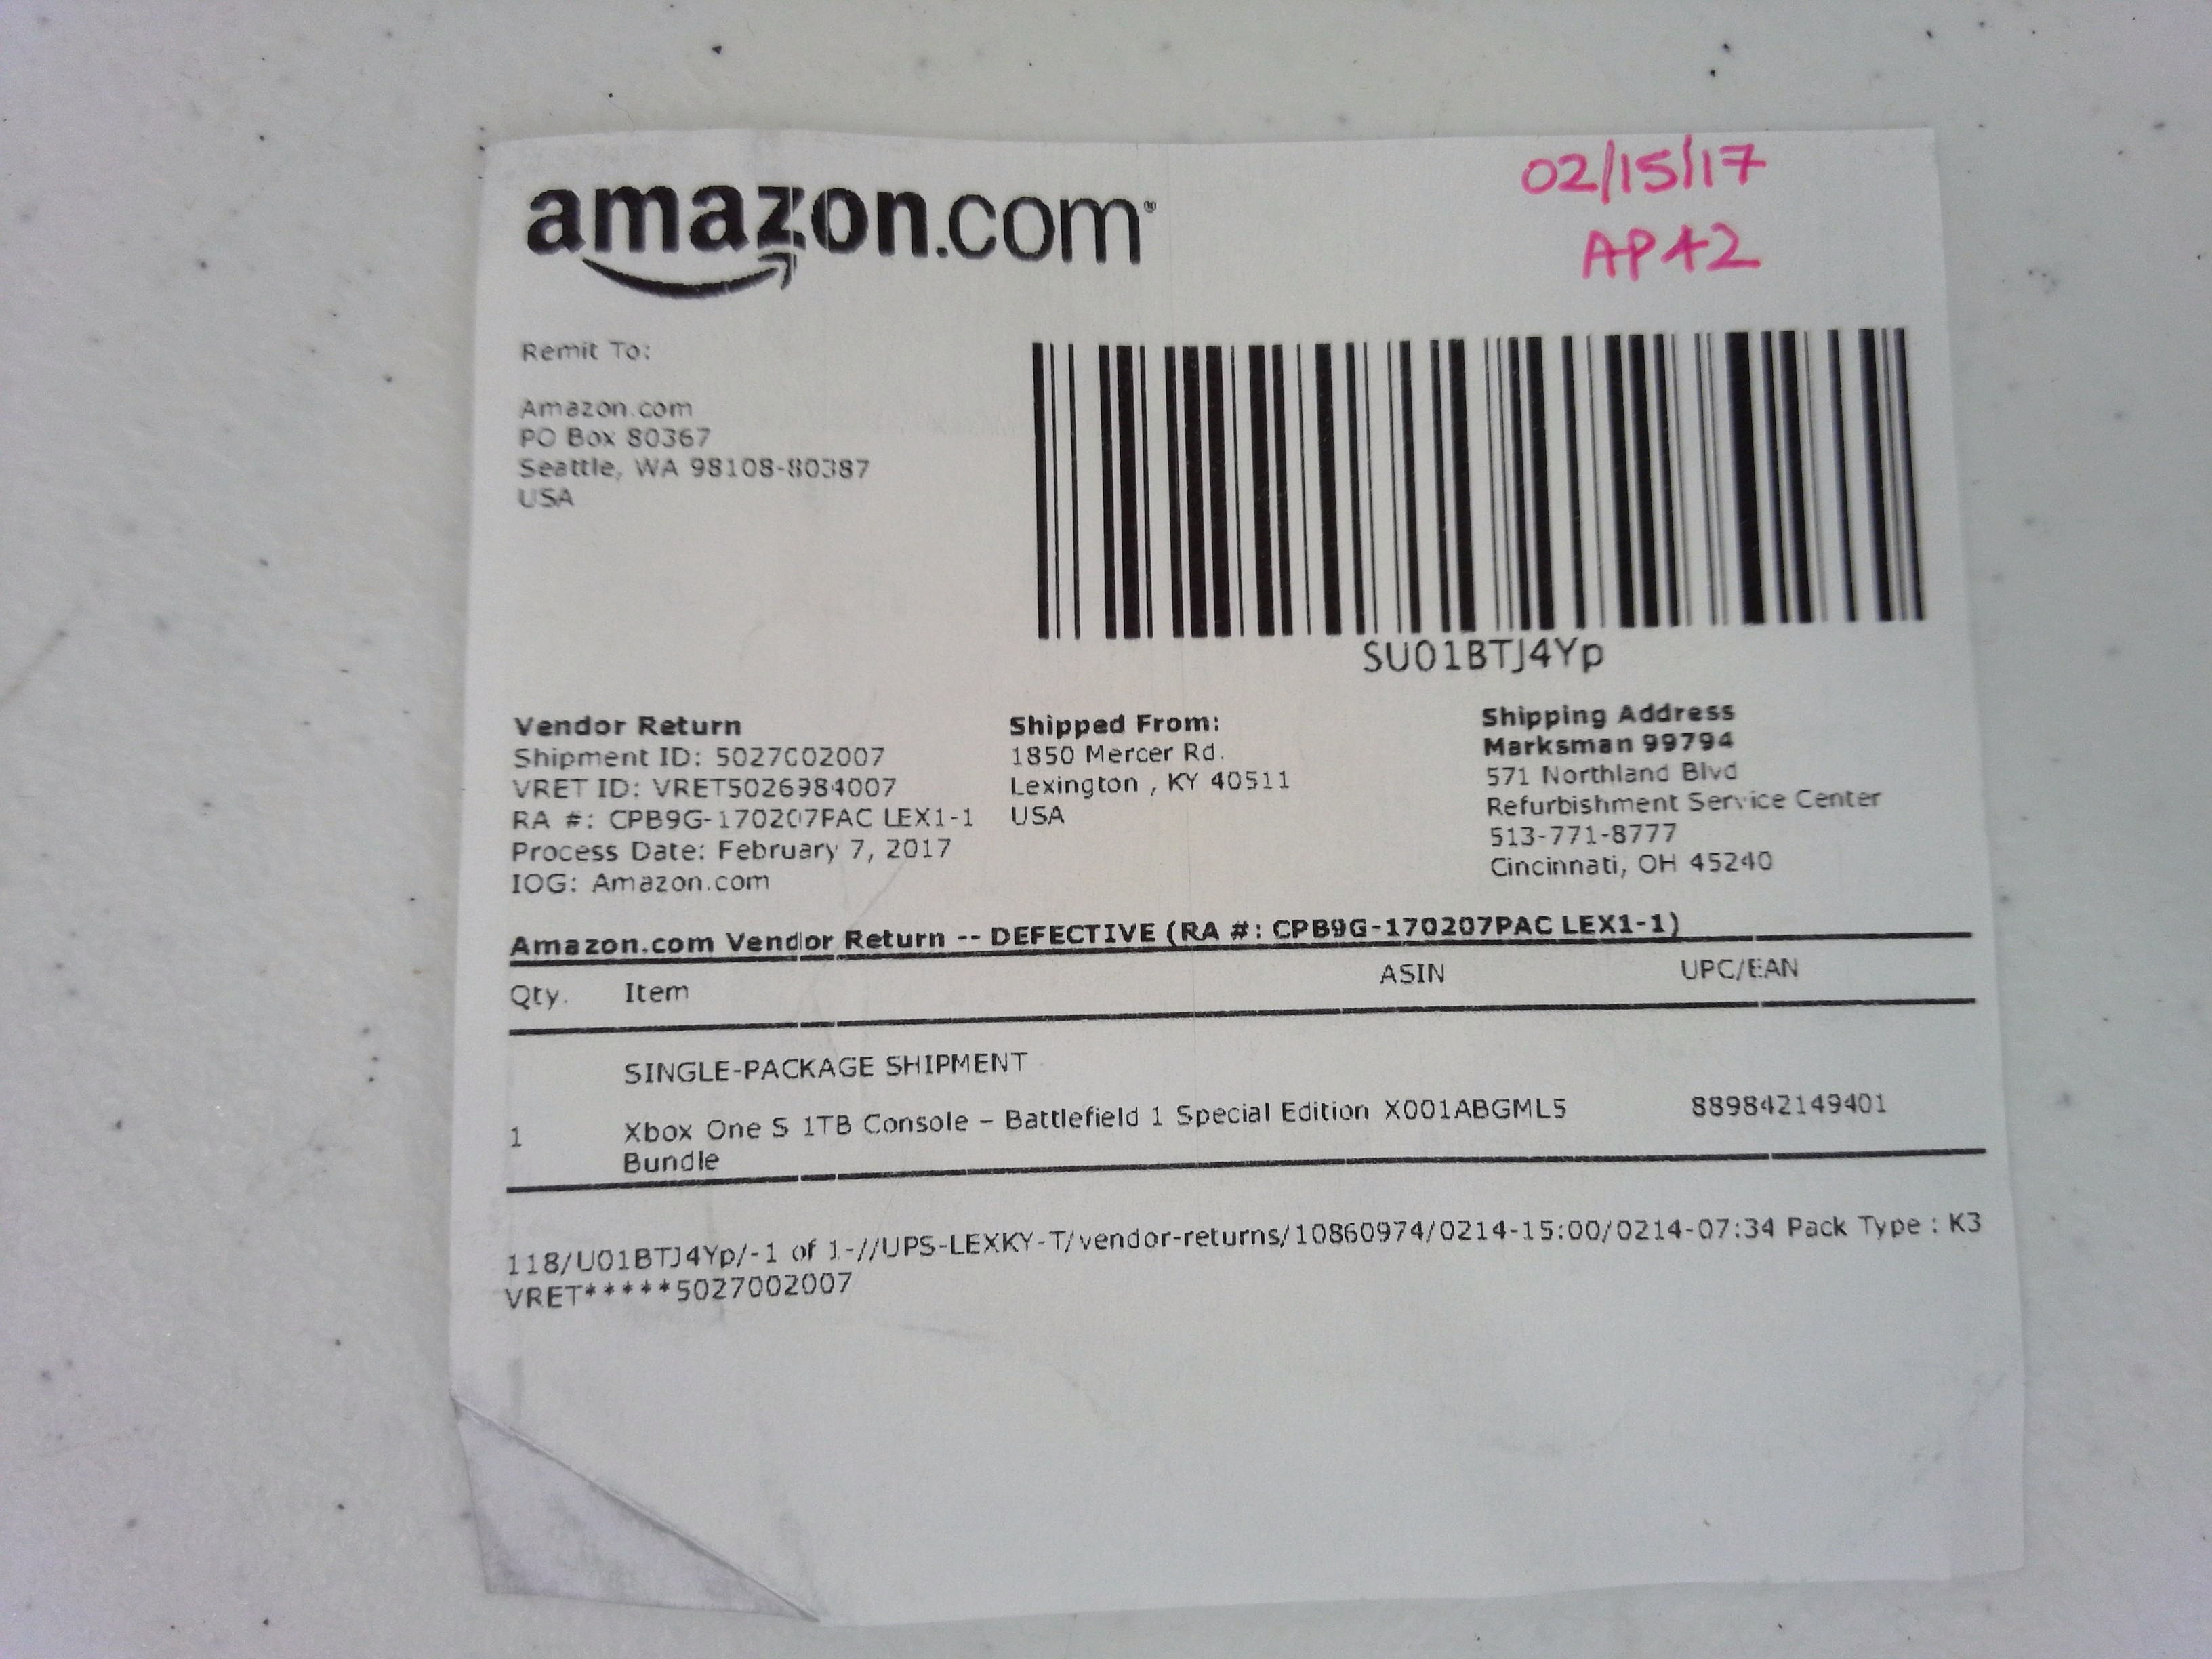 amazon.com
02/15/17
AP42
Remit To:
Amazon.com
PO Box 80367
Seattle, WA 98108-80387
USA
SU01BTJ4Yp
Vendor Return
Shipment ID: 5027002007
VRET ID: VRET5026984007
RA #: CPB9G-170207PAC LEX1-1
Process Date: February 7, 2017
IOG: Amazon.com
Shipped From:
1850 Mercer Rd.
Lexington , KY 40511
USA
Shipping Address
Marksman 99794
571 Northland Blvd
Refurbishment Service Center
513-771-8777
Cincinnati, OH 45240
Amazon.com Vendor Return -- DEFECTIVE (RA #: CPB9G-170207PAC LEX1-1)
Qty. Item ASIN UPC/EAN
SINGLE-PACKAGE SHIPMENT
1 Xbox One S 1TB Console – Battlefield 1 Special Edition X001ABGML5 889842149401
Bundle
118/U01BTJ4Yp/-1 of 1-//UPS-LEXKY-T/vendor-returns/10860974/0214-15:00/0214-07:34 Pack Type : K3
VRET*****5027002007